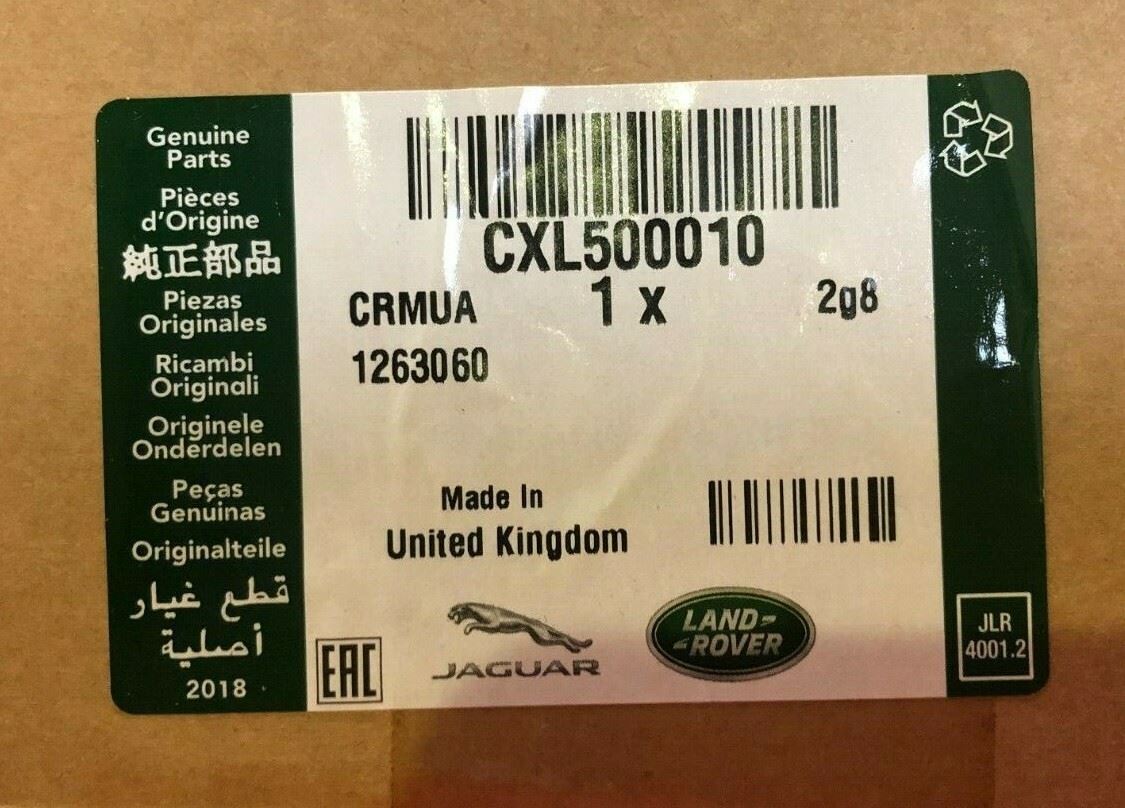 Genuine
Parts
Pièces
d'Origine
純正部品
Piezas
Originales
Ricambi
Originali
Originele
Onderdelen
Peças
Genuinas
Originalteile
قطع غيار
أصلية
2018
CXL500010
CRMUA 1 x 2g8
1263060
Made In
United Kingdom
EAC
JAGUAR
LAND-
-ROVER
JLR
4001.2